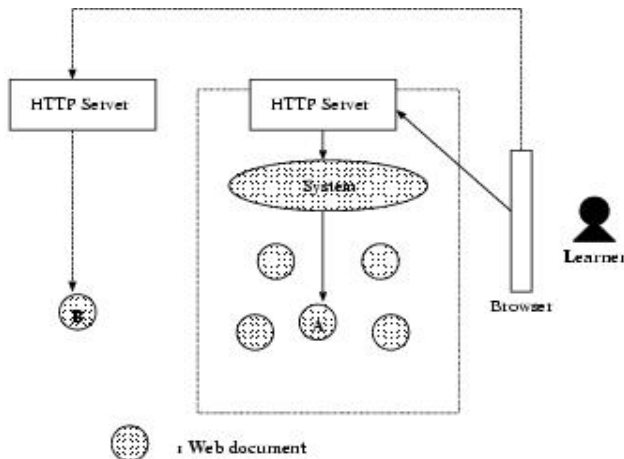 HTTP Server
HTTP Server
System
Learner
Browser
B
A
: Web document